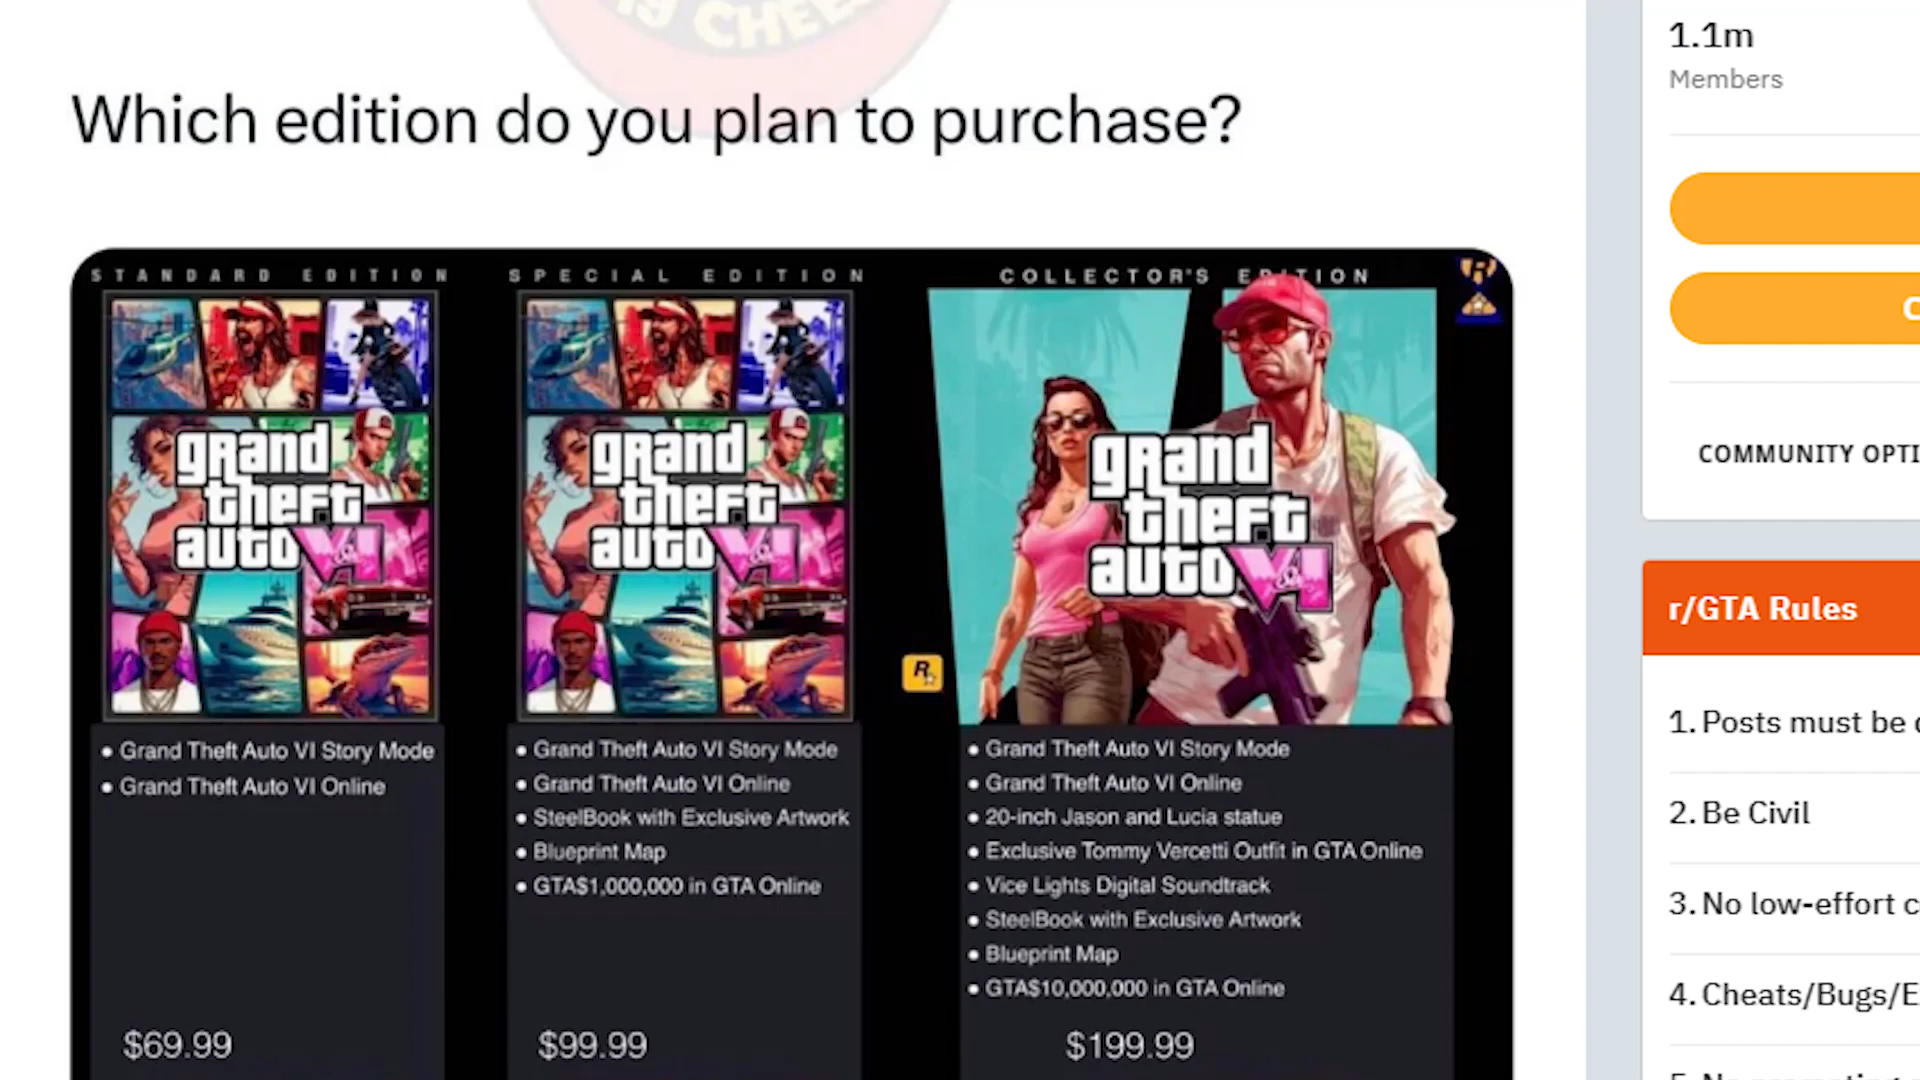 CHEE
1.1m
Members
Which edition do you plan to purchase?
COMMUNITY OPTI
STANDARD EDITION
grand
theft
auto VI
• Grand Theft Auto VI Story Mode
• Grand Theft Auto VI Online
$69.99
SPECIAL EDITION
grand
theft
auto VI
• Grand Theft Auto VI Story Mode
• Grand Theft Auto VI Online
• SteelBook with Exclusive Artwork
• Blueprint Map
• GTA$1,000,000 in GTA Online
$99.99
COLLECTOR'S EDITION
grand
theft
auto VI
R
• Grand Theft Auto VI Story Mode
• Grand Theft Auto VI Online
• 20-inch Jason and Lucia statue
• Exclusive Tommy Vercetti Outfit in GTA Online
• Vice Lights Digital Soundtrack
• SteelBook with Exclusive Artwork
• Blueprint Map
• GTA$10,000,000 in GTA Online
$199.99
r/GTA Rules
1. Posts must be
2. Be Civil
3. No low-effort c
4. Cheats/Bugs/E